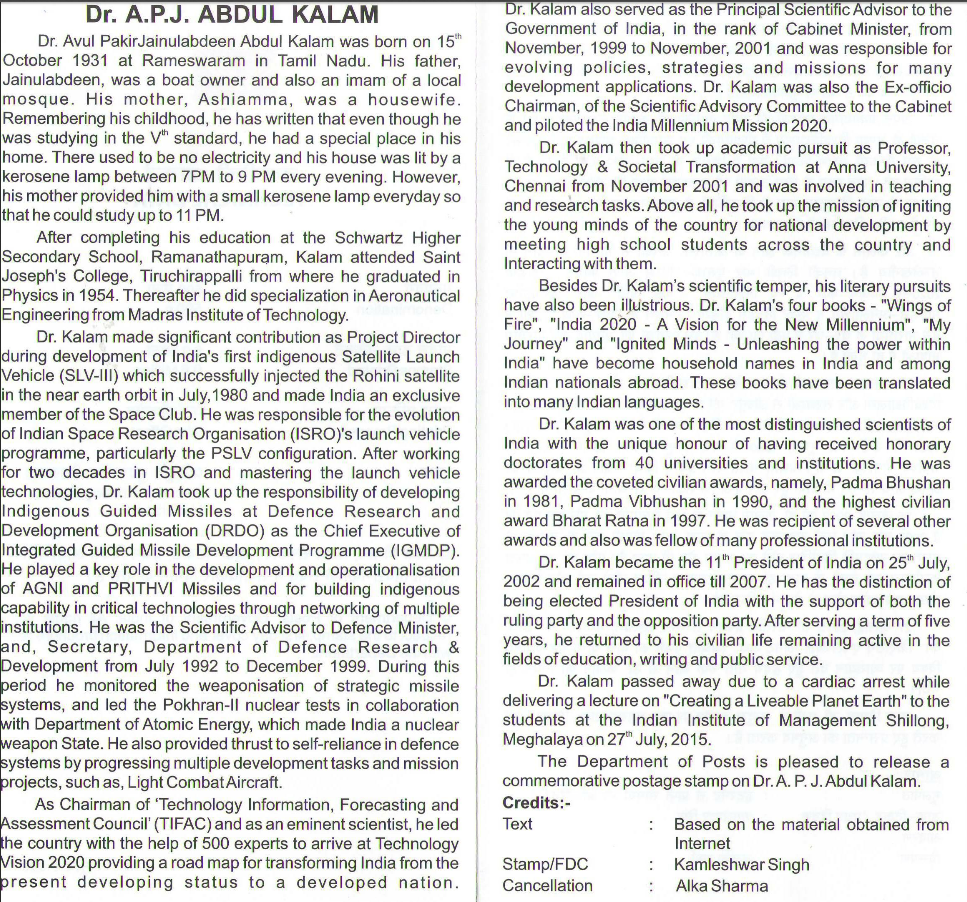 Dr. A.P.J. ABDUL KALAM
Dr. Avul PakirJainulabdeen Abdul Kalam was born on 15th
October 1931 at Rameswaram in Tamil Nadu. His father,
Jainulabdeen, was a boat owner and also an imam of a local
mosque. His mother, Ashiamma, was a housewife.
Remembering his childhood, he has written that even though he
was studying in the Vth standard, he had a special place in his
home. There used to be no electricity and his house was lit by a
kerosene lamp between 7PM to 9 PM every evening. However,
his mother provided him with a small kerosene lamp everyday so
that he could study up to 11 PM.
After completing his education at the Schwartz Higher
Secondary School, Ramanathapuram, Kalam attended Saint
Joseph's College, Tiruchirappalli from where he graduated in
Physics in 1954. Thereafter he did specialization in Aeronautical
Engineering from Madras Institute of Technology.
Dr. Kalam made significant contribution as Project Director
during development of India's first indigenous Satellite Launch
Vehicle (SLV-III) which successfully injected the Rohini satellite
in the near earth orbit in July,1980 and made India an exclusive
member of the Space Club. He was responsible for the evolution
of Indian Space Research Organisation (ISRO)'s launch vehicle
programme, particularly the PSLV configuration. After working
for two decades in ISRO and mastering the launch vehicle
technologies, Dr. Kalam took up the responsibility of developing
Indigenous Guided Missiles at Defence Research and
Development Organisation (DRDO) as the Chief Executive of
Integrated Guided Missile Development Programme (IGMDP).
He played a key role in the development and operationalisation
of AGNI and PRITHVI Missiles and for building indigenous
capability in critical technologies through networking of multiple
institutions. He was the Scientific Advisor to Defence Minister,
and, Secretary, Department of Defence Research &
Development from July 1992 to December 1999. During this
period he monitored the weaponisation of strategic missile
systems, and led the Pokhran-II nuclear tests in collaboration
with Department of Atomic Energy, which made India a nuclear
weapon State. He also provided thrust to self-reliance in defence
systems by progressing multiple development tasks and mission
projects, such as, Light Combat Aircraft.
As Chairman of 'Technology Information, Forecasting and
Assessment Council' (TIFAC) and as an eminent scientist, he led
the country with the help of 500 experts to arrive at Technology
Vision 2020 providing a road map for transforming India from the
present developing status to a developed nation.
Dr. Kalam also served as the Principal Scientific Advisor to the
Government of India, in the rank of Cabinet Minister, from
November, 1999 to November, 2001 and was responsible for
evolving policies, strategies and missions for many
development applications. Dr. Kalam was also the Ex-officio
Chairman, of the Scientific Advisory Committee to the Cabinet
and piloted the India Millennium Mission 2020.
Dr. Kalam then took up academic pursuit as Professor,
Technology & Societal Transformation at Anna University,
Chennai from November 2001 and was involved in teaching
and research tasks. Above all, he took up the mission of igniting
the young minds of the country for national development by
meeting high school students across the country and
Interacting with them.
Besides Dr. Kalam's scientific temper, his literary pursuits
have also been illustrious. Dr. Kalam's four books - "Wings of
Fire", "India 2020 - A Vision for the New Millennium", "My
Journey" and "Ignited Minds - Unleashing the power within
India" have become household names in India and among
Indian nationals abroad. These books have been translated
into many Indian languages.
Dr. Kalam was one of the most distinguished scientists of
India with the unique honour of having received honorary
doctorates from 40 universities and institutions. He was
awarded the coveted civilian awards, namely, Padma Bhushan
in 1981, Padma Vibhushan in 1990, and the highest civilian
award Bharat Ratna in 1997. He was recipient of several other
awards and also was fellow of many professional institutions.
Dr. Kalam became the 11th President of India on 25th July,
2002 and remained in office till 2007. He has the distinction of
being elected President of India with the support of both the
ruling party and the opposition party. After serving a term of five
years, he returned to his civilian life remaining active in the
fields of education, writing and public service.
Dr. Kalam passed away due to a cardiac arrest while
delivering a lecture on "Creating a Liveable Planet Earth" to the
students at the Indian Institute of Management Shillong,
Meghalaya on 27th July, 2015.
The Department of Posts is pleased to release a
commemorative postage stamp on Dr. A. P. J. Abdul Kalam.
Credits:-
Text : Based on the material obtained from
Internet
Stamp/FDC : Kamleshwar Singh
Cancellation : Alka Sharma